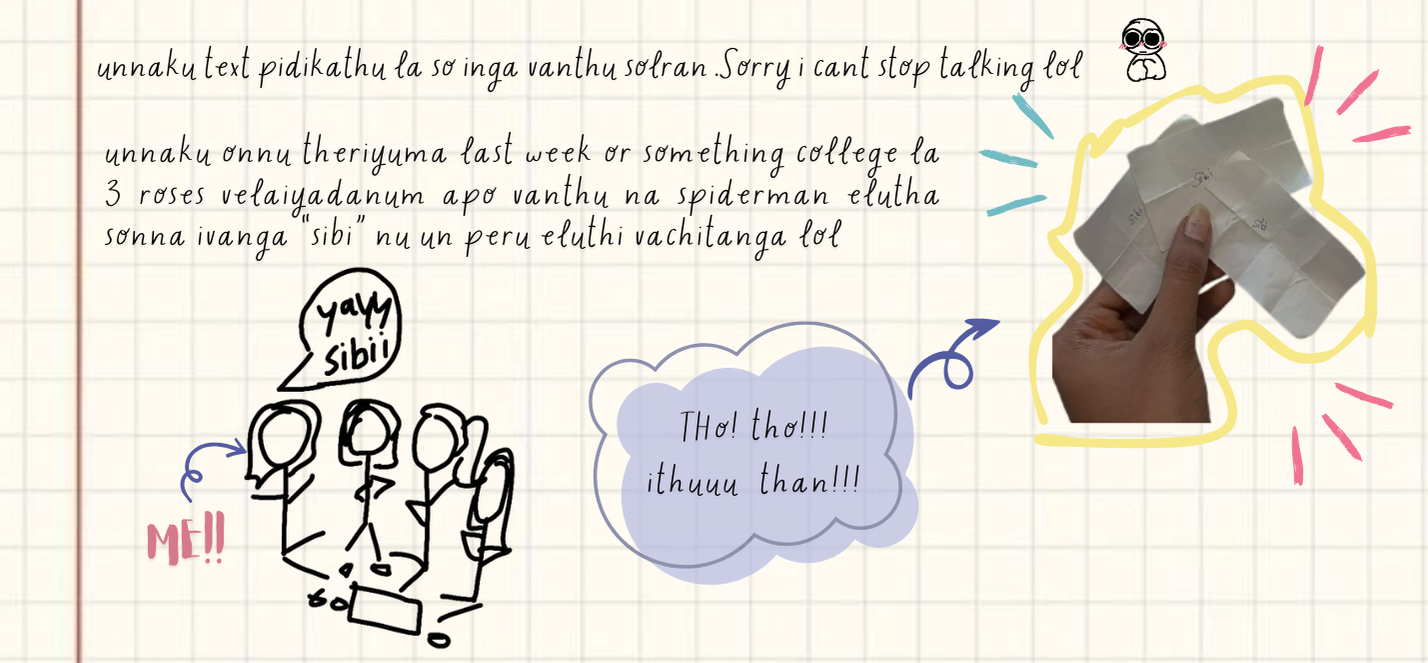 unnaku text pidikathu la so inga vanthu solran .Sorry i cant stop talking lol
unnaku onnu theriyuma last week or something college la
3 roses velaiyadanum apo vanthu na spiderman elutha
sonna ivanga "sibi" nu un peru eluthi vachitanga lol
yayy
sibii
ME!!
THo! tho!!!
ithuuu than!!!
sibi
Sibi
Sibi